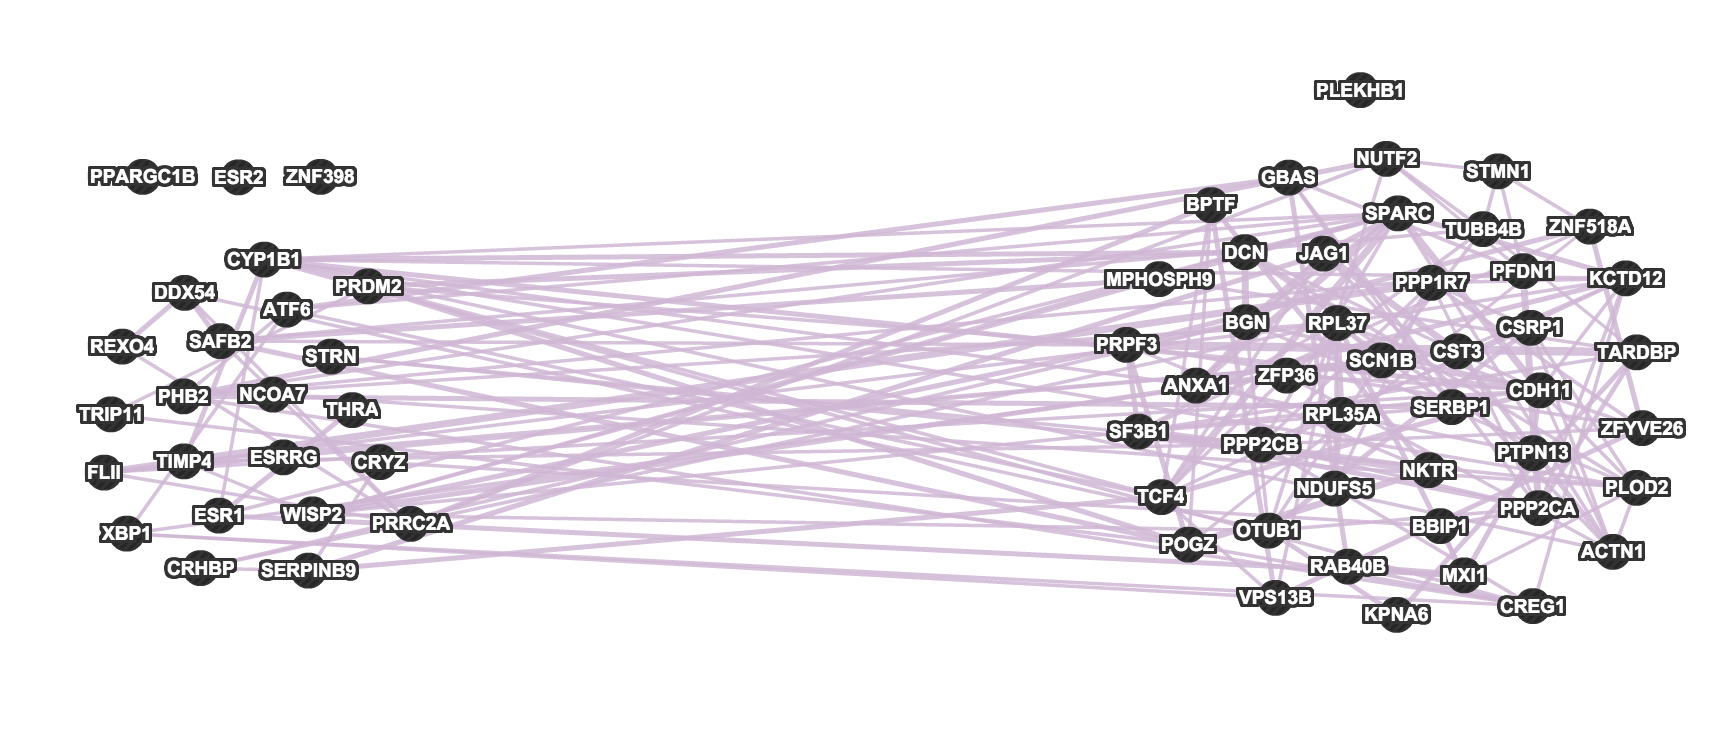 PLEKHB1
PPARGC1B
ESR2
ZNF398
NUTF2
STMN1
GBAS
BPTF
SPARC
TUBB4B
ZNF518A
CYP1B1
DCN
JAG1
MPHOSPH9
PPP1R7
PFDN1
KCTD12
DDX54
PRDM2
ATF6
BGN
RPL37
CSRP1
REXO4
SAFB2
STRN
PRPF3
SCN1B
CST3
TARDBP
PHB2
NCOA7
THRA
ANXA1
ZFP36
CDH11
TRIP11
RPL35A
SERBP1
SF3B1
PPP2CB
ZFYVE26
FLII
TIMP4
ESRRG
CRYZ
NKTR
PTPN13
TCF4
NDUFS5
PLOD2
XBP1
ESR1
WISP2
PRRC2A
OTUB1
BBIP1
PPP2CA
POGZ
ACTN1
CRHBP
SERPINB9
RAB40B
MXI1
VPS13B
KPNA6
CREG1